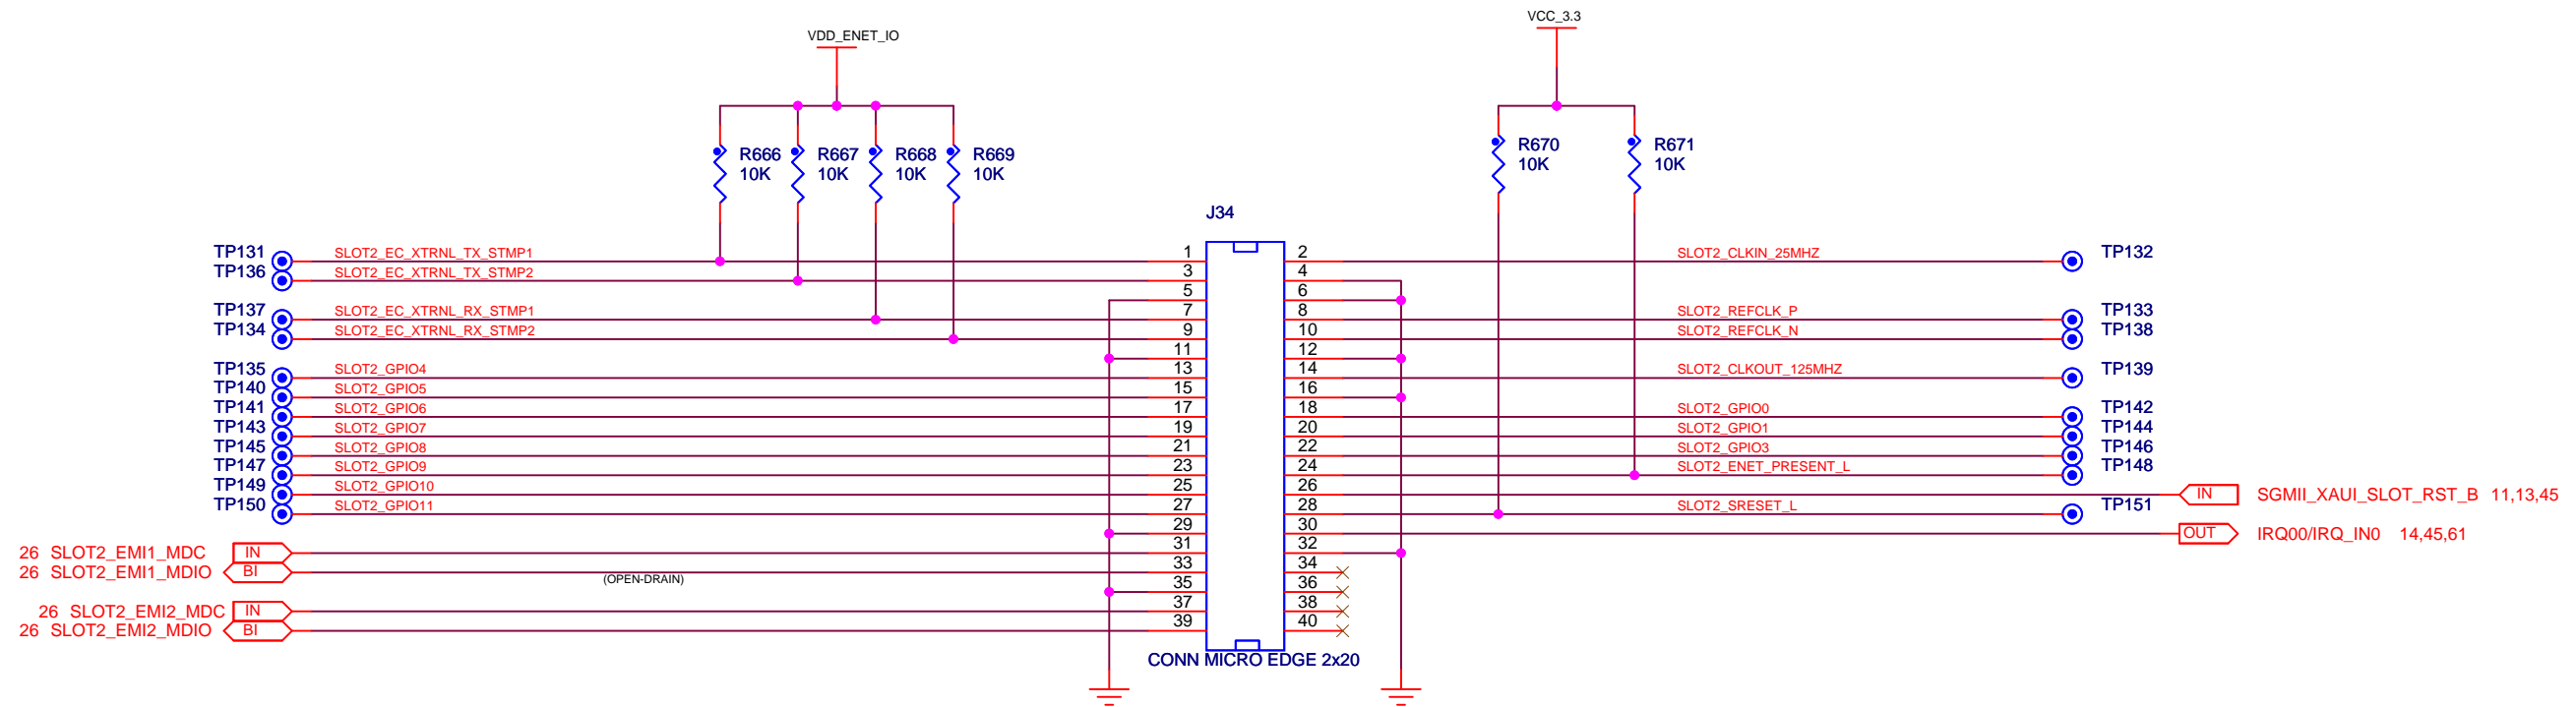 VCC_3.3
VDD_ENET_IO
R666 R667 R668 R669
10K 10K 10K 10K
R670 R671
10K 10K
J34
TP131 SLOT2_EC_XTRNL_TX_STMP1 1 2 SLOT2_CLKIN_25MHZ TP132
TP136 SLOT2_EC_XTRNL_TX_STMP2 3 4
5 6
TP137 SLOT2_EC_XTRNL_RX_STMP1 7 8 SLOT2_REFCLK_P TP133
TP134 SLOT2_EC_XTRNL_RX_STMP2 9 10 SLOT2_REFCLK_N TP138
11 12
TP135 SLOT2_GPIO4 13 14 SLOT2_CLKOUT_125MHZ TP139
TP140 SLOT2_GPIO5 15 16
TP141 SLOT2_GPIO6 17 18 SLOT2_GPIO0 TP142
TP143 SLOT2_GPIO7 19 20 SLOT2_GPIO1 TP144
TP145 SLOT2_GPIO8 21 22 SLOT2_GPIO3 TP146
TP147 SLOT2_GPIO9 23 24 SLOT2_ENET_PRESENT_L TP148
TP149 SLOT2_GPIO10 25 26 IN SGMII_XAUI_SLOT_RST_B 11,13,45
TP150 SLOT2_GPIO11 27 28 SLOT2_SRESET_L TP151
29 30 OUT IRQ00/IRQ_IN0 14,45,61
26 SLOT2_EMI1_MDC IN 31 32
26 SLOT2_EMI1_MDIO BI (OPEN-DRAIN) 33 34
35 36
26 SLOT2_EMI2_MDC IN 37 38
26 SLOT2_EMI2_MDIO BI 39 40
CONN MICRO EDGE 2x20